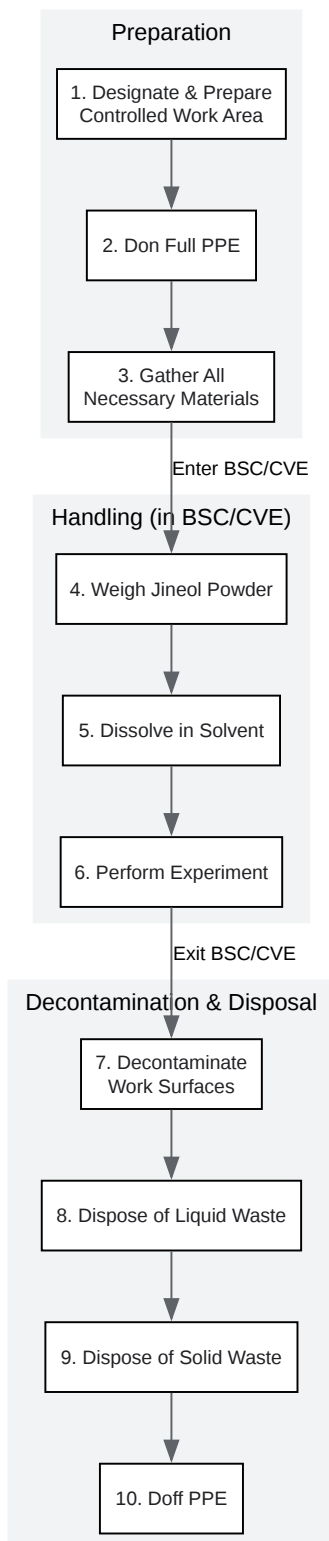 Preparation
1. Designate & Prepare
Controlled Work Area
2. Don Full PPE
3. Gather All
Necessary Materials
Enter BSC/CVE
Handling (in BSC/CVE)
4. Weigh Jineol Powder
5. Dissolve in Solvent
6. Perform Experiment
Exit BSC/CVE
Decontamination & Disposal
7. Decontaminate
Work Surfaces
8. Dispose of Liquid Waste
9. Dispose of Solid Waste
10. Doff PPE